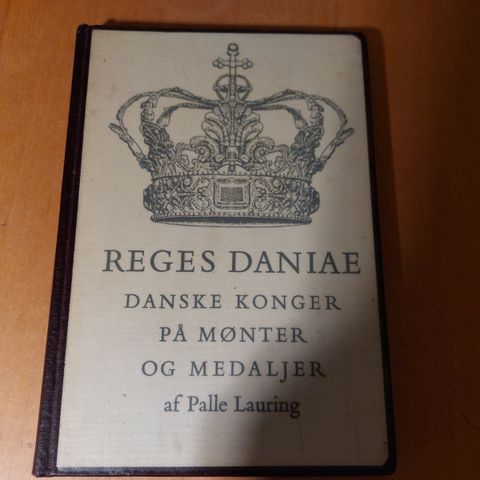 REGES DANIAE
DANSKE KONGER
PÅ MØNTER
OG MEDALJER
af Palle Lauring